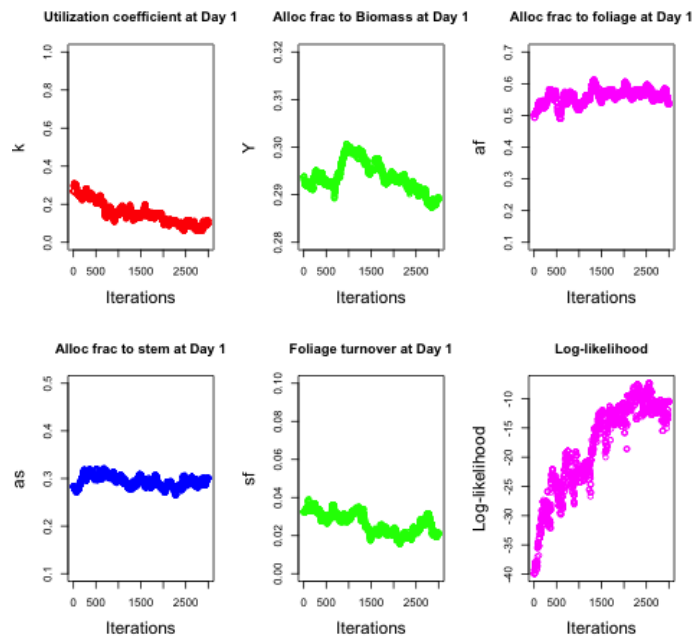 Utilization coefficient at Day 1
k
0.0 0.2 0.4 0.6 0.8 1.0
0 500 1500 2500
Iterations
Alloc frac to Biomass at Day 1
Y
0.28 0.29 0.30 0.31 0.32
0 500 1500 2500
Iterations
Alloc frac to foliage at Day 1
af
0.1 0.2 0.3 0.4 0.5 0.6 0.7
0 500 1500 2500
Iterations
Alloc frac to stem at Day 1
as
0.1 0.2 0.3 0.4 0.5
0 500 1500 2500
Iterations
Foliage turnover at Day 1
sf
0.00 0.02 0.04 0.06 0.08 0.10
0 500 1500 2500
Iterations
Log-likelihood
Log-likelihood
-40 -35 -30 -25 -20 -15 -10
0 500 1500 2500
Iterations